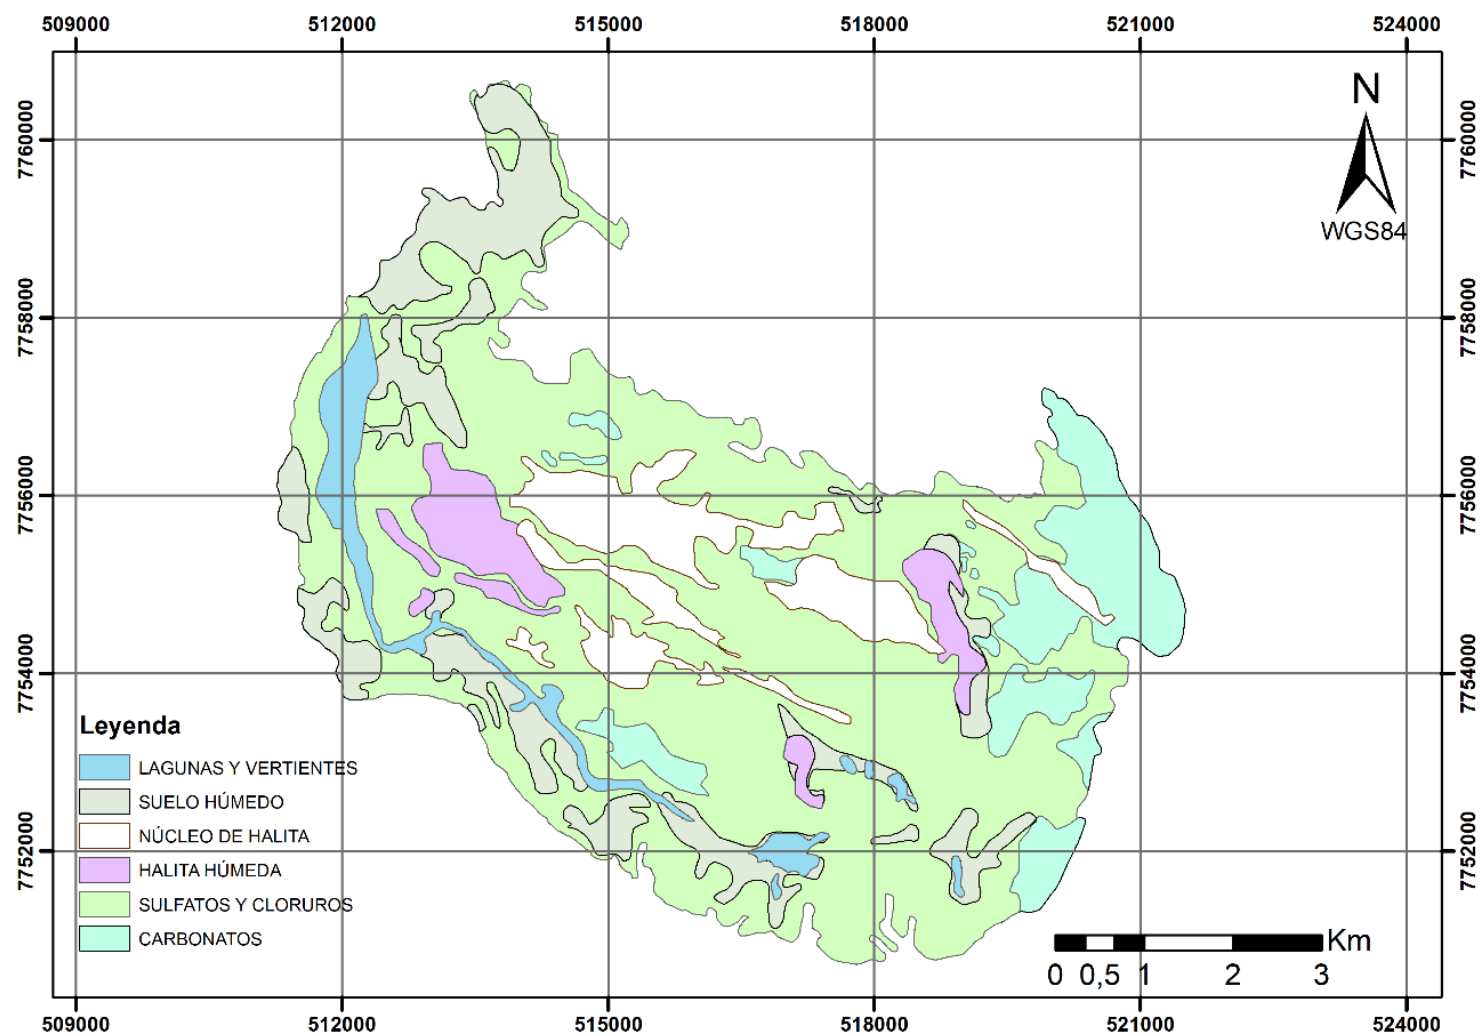 509000 512000 515000 518000 521000 524000
N
WGS84
7760000 7760000
7758000 7758000
7756000 7756000
7754000 7754000
7752000 7752000
Leyenda
LAGUNAS Y VERTIENTES
SUELO HÚMEDO
NÚCLEO DE HALITA
HALITA HÚMEDA
SULFATOS Y CLORUROS
CARBONATOS
Km
0 0,5 1 2 3
509000 512000 515000 518000 521000 524000